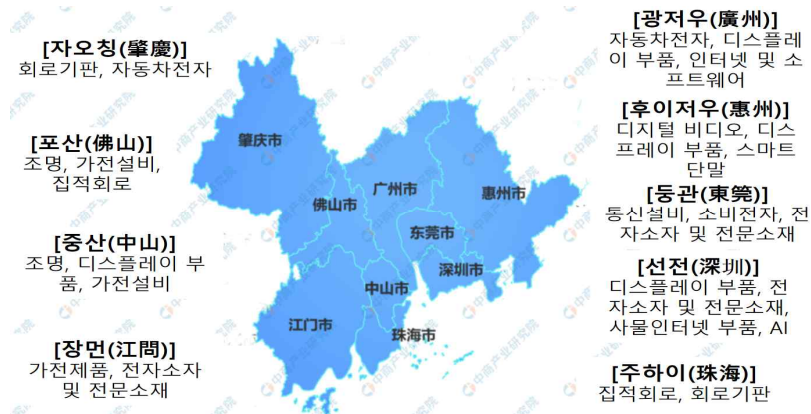 [자오칭(肇慶)]
회로기판, 자동차전자
[포산(佛山)]
조명, 가전설비,
집적회로
[중산(中山)]
조명, 디스플레이 부
품, 가전설비
[장먼(江問)]
가전제품, 전자소자
및 전문소재
肇庆市
佛山市
广州市
惠州市
东莞市
深圳市
中山市
江门市
珠海市
[광저우(廣州)]
자동차전자, 디스플레
이 부품, 인터넷 및 소
프트웨어
[후이저우(惠州)]
디지털 비디오, 디스
프레이 부품, 스마트
단말
[둥관(東莞)]
통신설비, 소비전자, 전
자소자 및 전문소재
[선전(深圳)]
디스플레이 부품, 전
자소자 및 전문소재,
사물인터넷 부품, AI
[주하이(珠海)]
집적회로, 회로기판
中商产业研究院